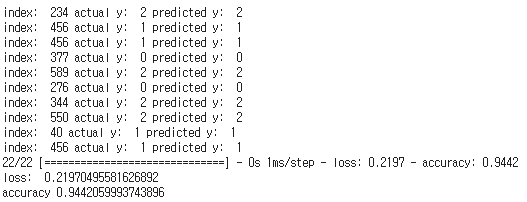 index:  234 actual y:  2 predicted y:  2
index:  456 actual y:  1 predicted y:  1
index:  456 actual y:  1 predicted y:  1
index:  377 actual y:  0 predicted y:  0
index:  589 actual y:  2 predicted y:  2
index:  276 actual y:  0 predicted y:  0
index:  344 actual y:  2 predicted y:  2
index:  550 actual y:  2 predicted y:  2
index:  40 actual y:  1 predicted y:  1
index:  456 actual y:  1 predicted y:  1
22/22 [==============================] - 0s 1ms/step - loss: 0.2197 - accuracy: 0.9442
loss:  0.21970495581626892
accuracy 0.9442059993743896